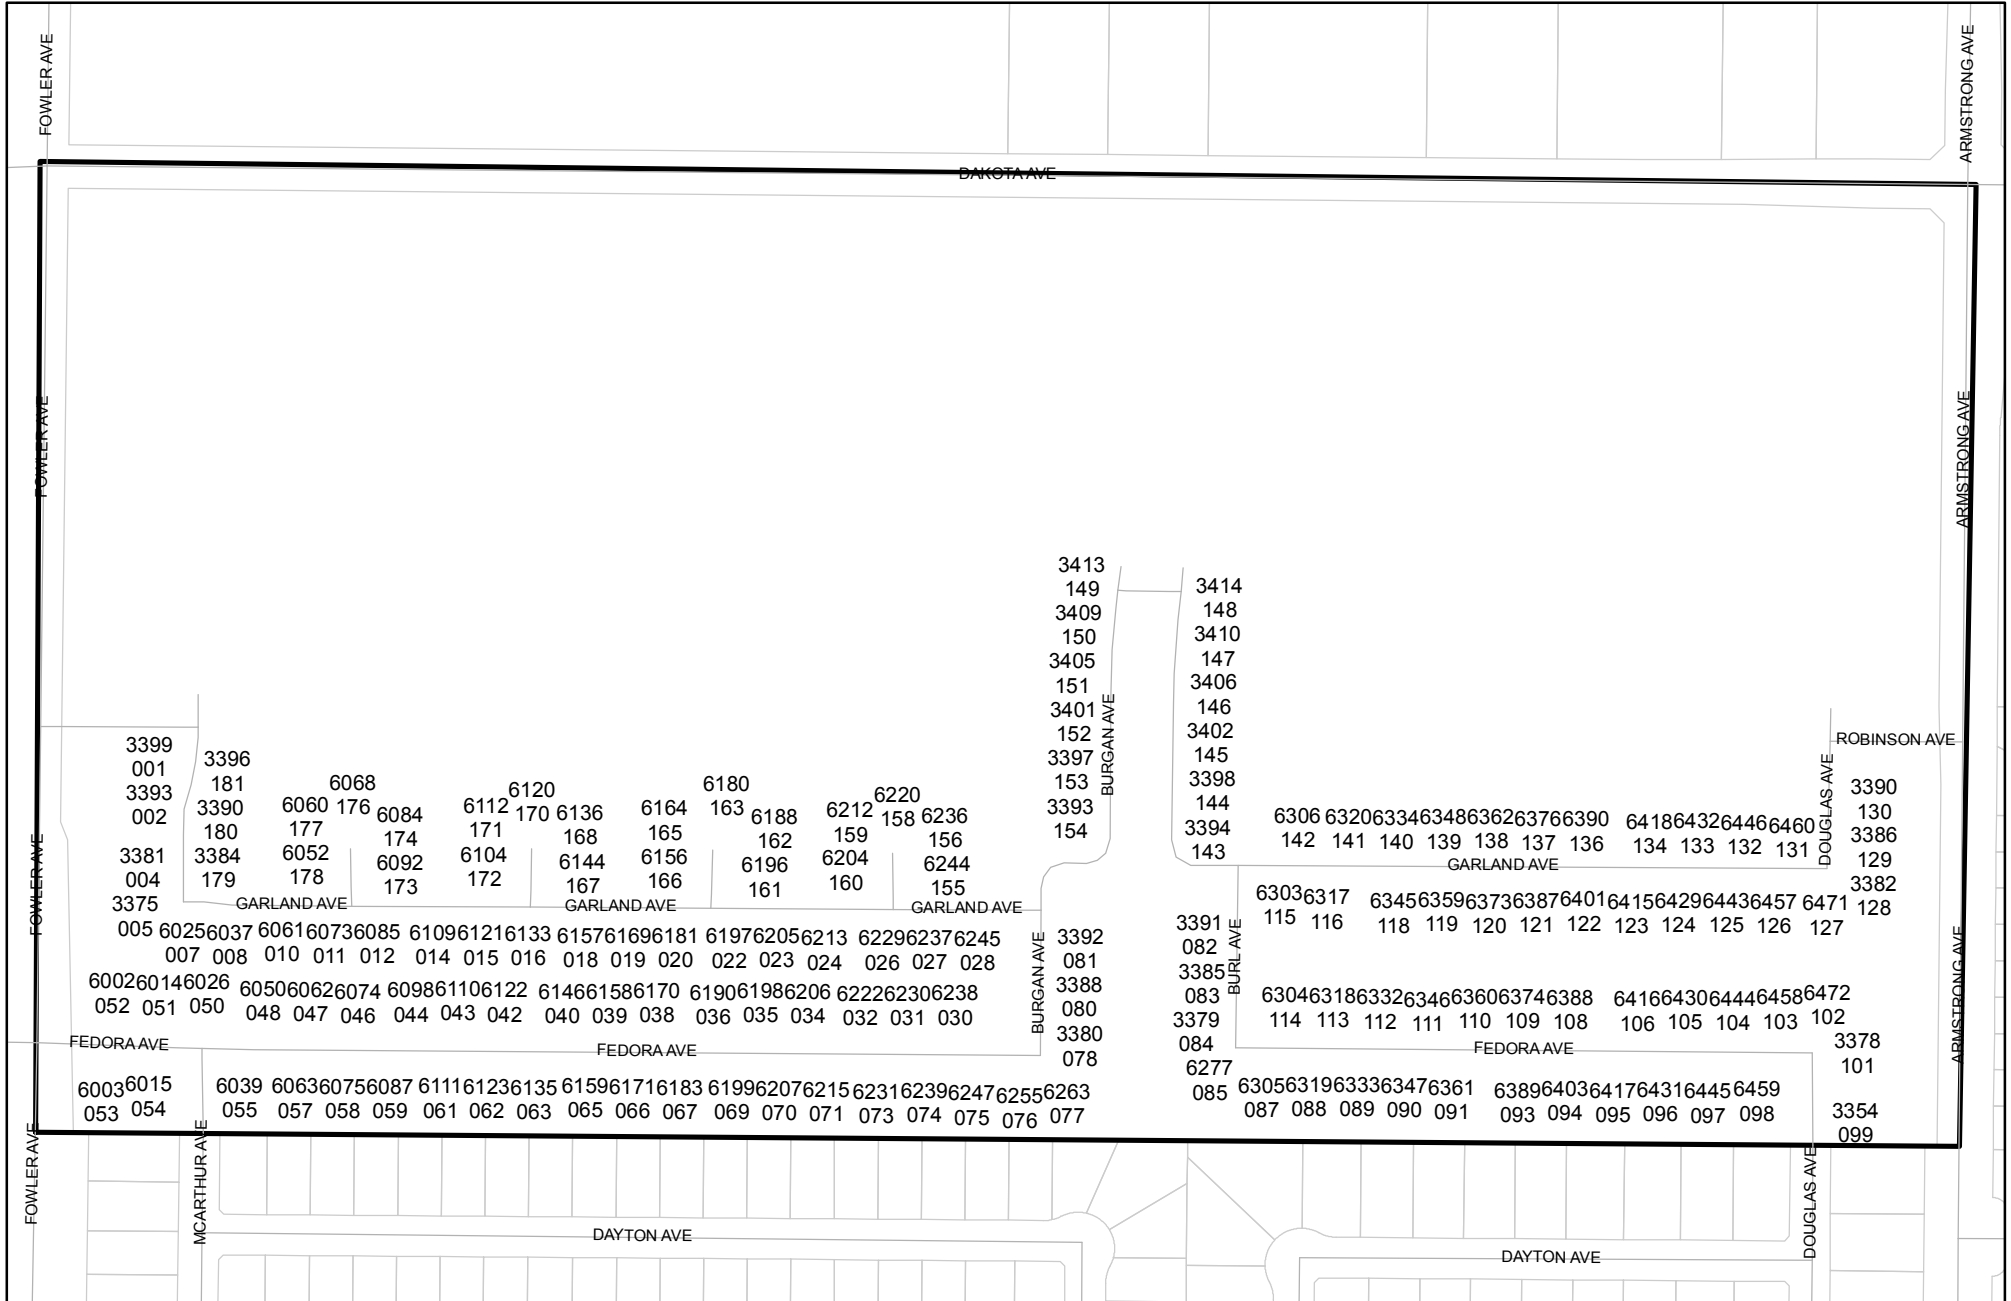 FOWLER AVE
ARMSTRONG AVE
DAKOTA AVE
FOWLER AVE
ARMSTRONG AVE
3413
149
3409
150
3405
151
3401
152
3397
153
3393
154
BURGAN AVE
3414
148
3410
147
3406
146
3402
145
3398
144
3394
143
3399
001
3393
002
3381
004
3375
005
3396
181
3390
180
3384
179
6068
176
6060
177
6052
178
6084
174
6092
173
6120
170
6112
171
6104
172
6136
168
6144
167
6180
163
6164
165
6156
166
6188
162
6196
161
6220
158
6212
159
6204
160
6236
156
6244
155
FOWLER AVE
GARLAND AVE
GARLAND AVE
GARLAND AVE
6025 6037 6061 6073 6085 6109 6121 6133 6157 6169 6181 6197 6205 6213 6229 6237 6245
007 008 010 011 012 014 015 016 018 019 020 022 023 024 026 027 028
6002 6014 6026 6050 6062 6074 6098 6110 6122 6146 6158 6170 6190 6198 6206 6222 6230 6238
052 051 050 048 047 046 044 043 042 040 039 038 036 035 034 032 031 030
BURGAN AVE
3392
081
3388
080
3380
078
FEDORA AVE
FEDORA AVE
6003 6015 6039 6063 6075 6087 6111 6123 6135 6159 6171 6183 6199 6207 6215 6231 6239 6247 6255 6263
053 054 055 057 058 059 061 062 063 065 066 067 069 070 071 073 074 075 076 077
ROBINSON AVE
DOUGLAS AVE
3390
130
3386
129
3382
128
6306 6320 6334 6348 6362 6376 6390 6418 6432 6446 6460
142 141 140 139 138 137 136 134 133 132 131
GARLAND AVE
6303 6317 6345 6359 6373 6387 6401 6415 6429 6443 6457 6471
115 116 118 119 120 121 122 123 124 125 126 127
3391
082
3385
083
3379
084
6277
085
BURL AVE
6304 6318 6332 6346 6360 6374 6388 6416 6430 6444 6458 6472
114 113 112 111 110 109 108 106 105 104 103 102
FEDORA AVE
3378
101
ARMSTRONG AVE
6305 6319 6333 6347 6361 6389 6403 6417 6431 6445 6459
087 088 089 090 091 093 094 095 096 097 098
3354
099
FOWLER AVE
MCARTHUR AVE
DAYTON AVE
DAYTON AVE
DOUGLAS AVE